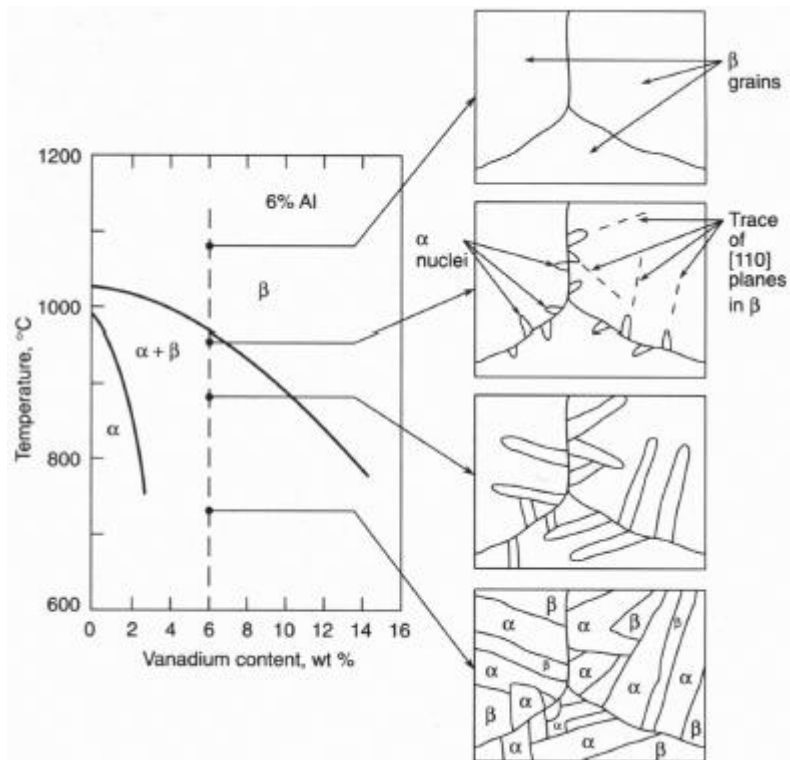 β
grains
1200
6% Al
α
nuclei
Trace
of
[110]
planes
in β
β
1000
α + β
Temperature, °C
α
800
600
0 2 4 6 8 10 12 14 16
Vanadium content, wt %
β
α
α
β
β
β
α
β
α
α
α
α
β
α
α
α
α
β
β